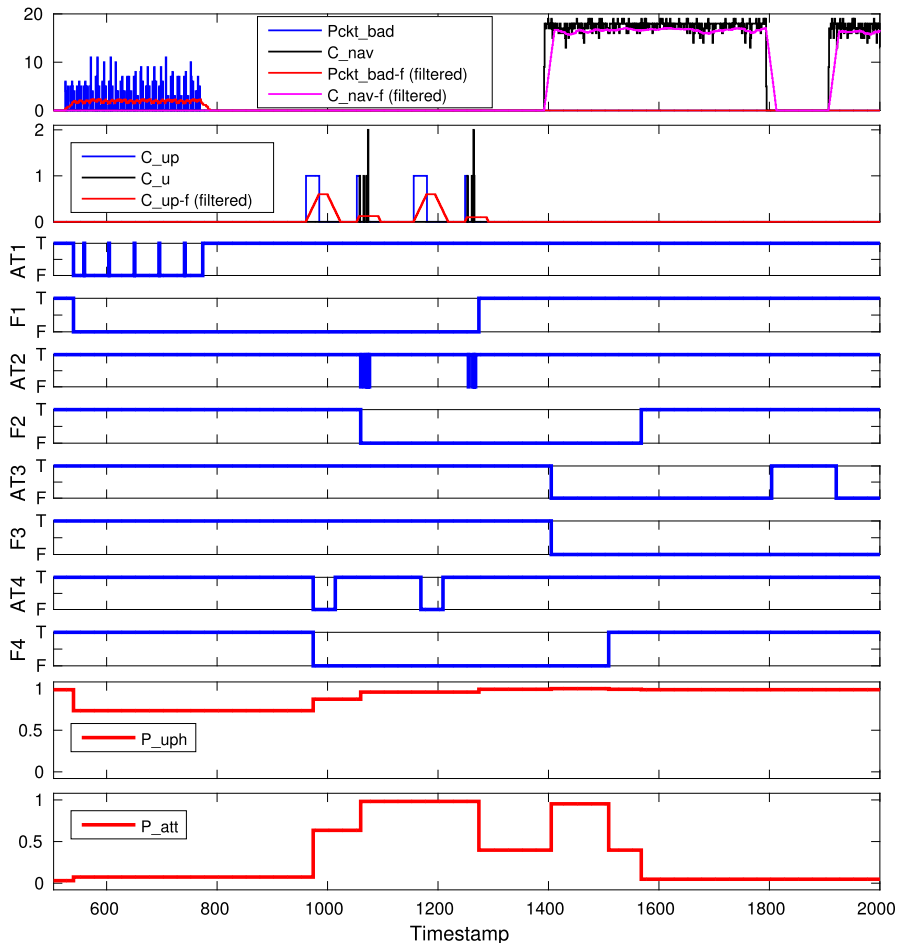 20
10
0
Pckt_bad
C_nav
Pckt_bad-f (filtered)
C_nav-f (filtered)
2
1
0
C_up
C_u
C_up-f (filtered)
AT1
T
F
F1
T
F
AT2
T
F
F2
T
F
AT3
T
F
F3
T
F
AT4
T
F
F4
T
F
1
0.5
0
P_uph
1
0.5
0
P_att
600 800 1000 1200 1400 1600 1800 2000
Timestamp